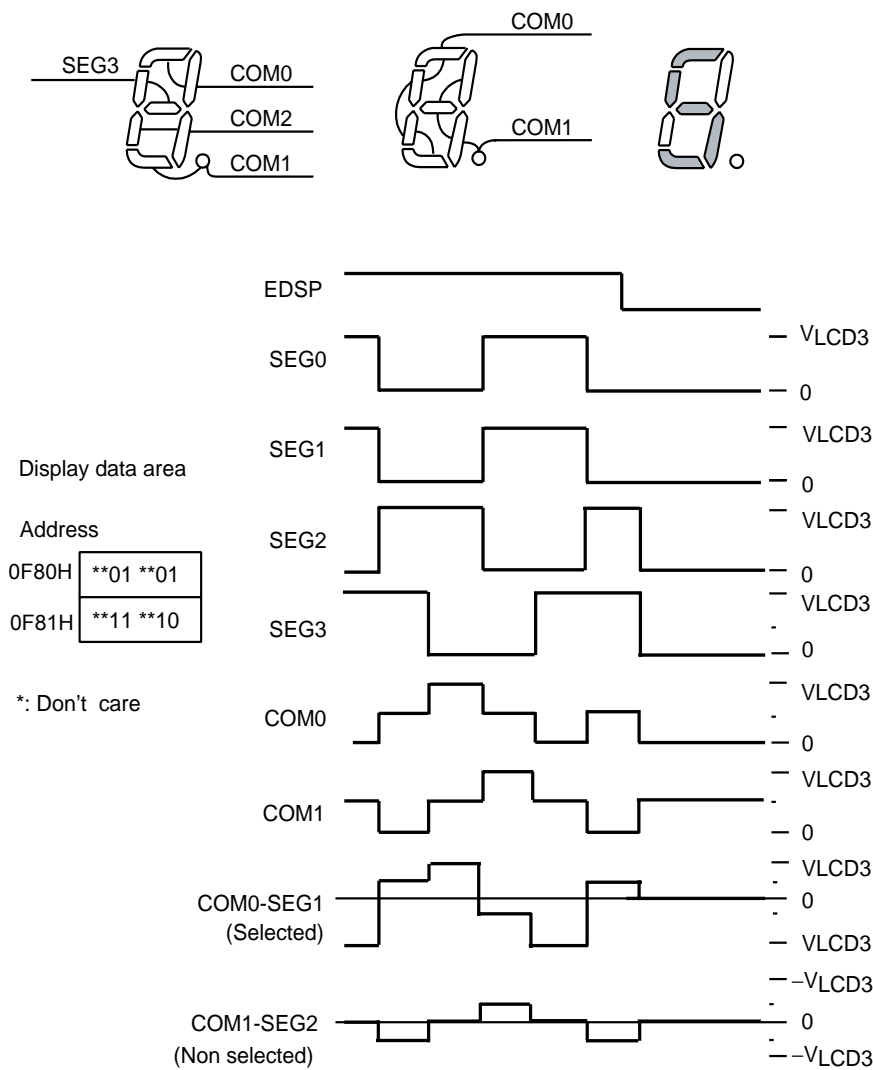 COM0
SEG3
COM0
COM2
COM1
COM1
EDSP
SEG0
VLCD3
0
SEG1
VLCD3
0
Display data area
Address
0F80H **01 **01
0F81H **11 **10
*: Don't care
SEG2
VLCD3
0
SEG3
VLCD3
0
COM0
VLCD3
0
COM1
VLCD3
0
COM0-SEG1
(Selected)
VLCD3
0
VLCD3
COM1-SEG2
(Non selected)
–VLCD3
0
–VLCD3